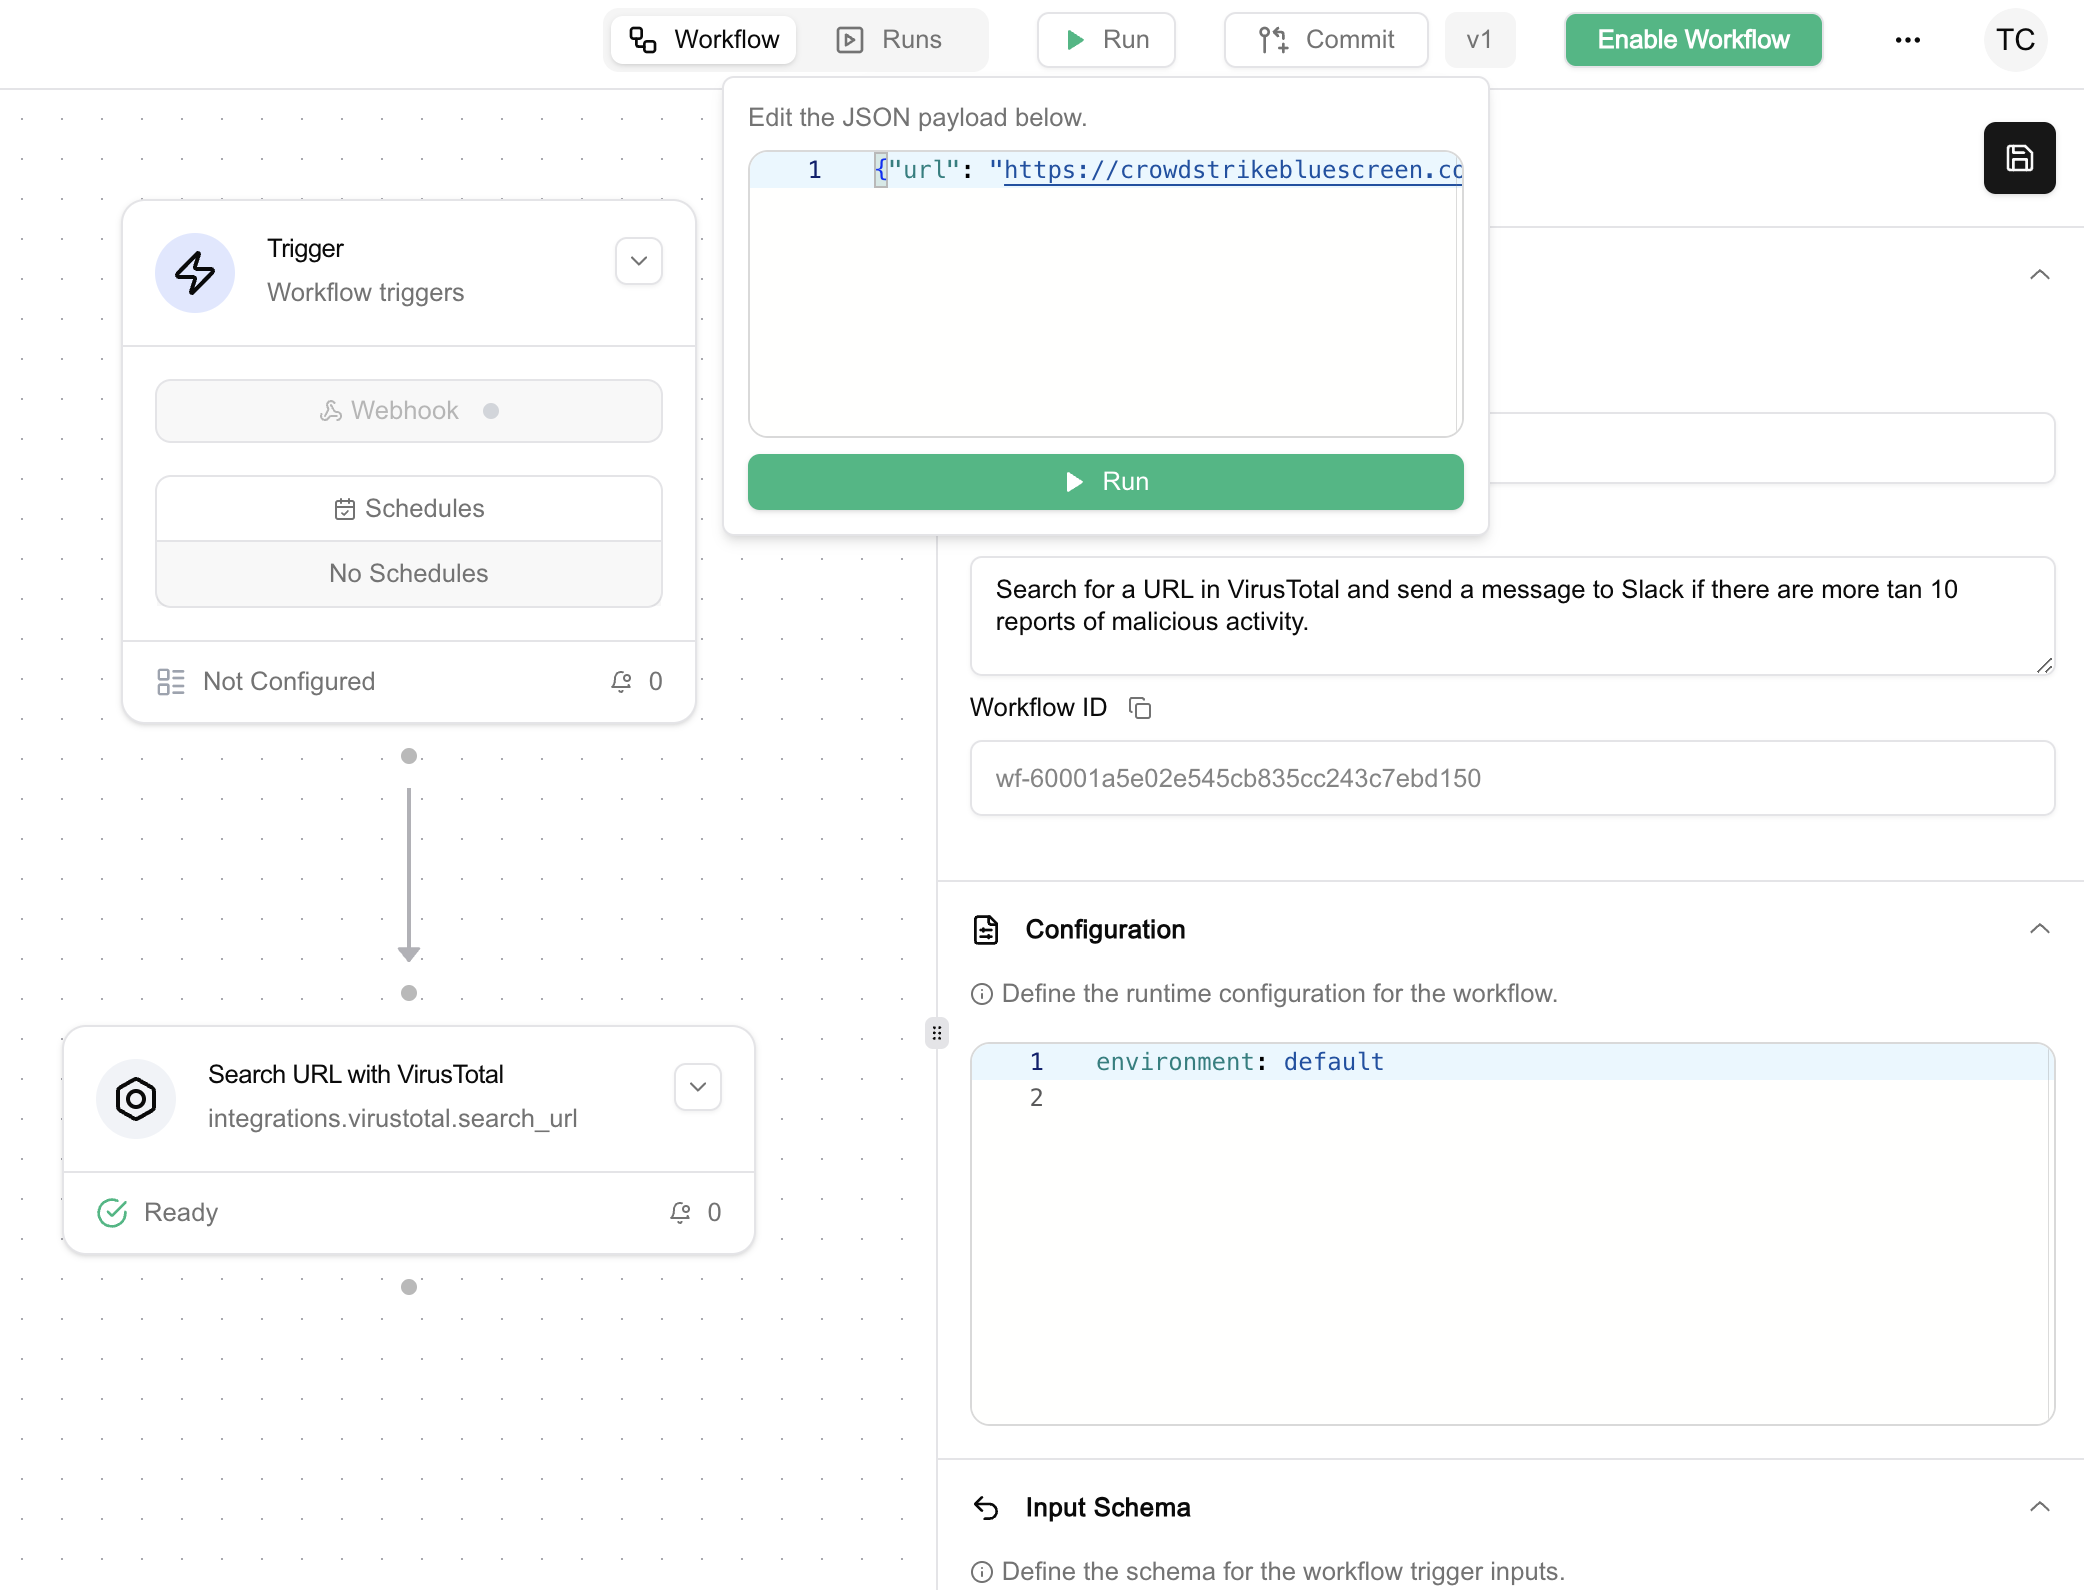 Workflow
Runs
Run
Commit
v1
Enable Workflow
TC
Edit the JSON payload below.
1 {"url": "https://crowdstrikebluescreen.co
Run
Trigger
Workflow triggers
Webhook
Schedules
No Schedules
Not Configured
0
Search URL with VirusTotal
integrations.virustotal.search_url
Ready
0
Search for a URL in VirusTotal and send a message to Slack if there are more tan 10
reports of malicious activity.
Workflow ID
wf-60001a5e02e545cb835cc243c7ebd150
Configuration
Define the runtime configuration for the workflow.
1 environment: default
2
Input Schema
Define the schema for the workflow trigger inputs.